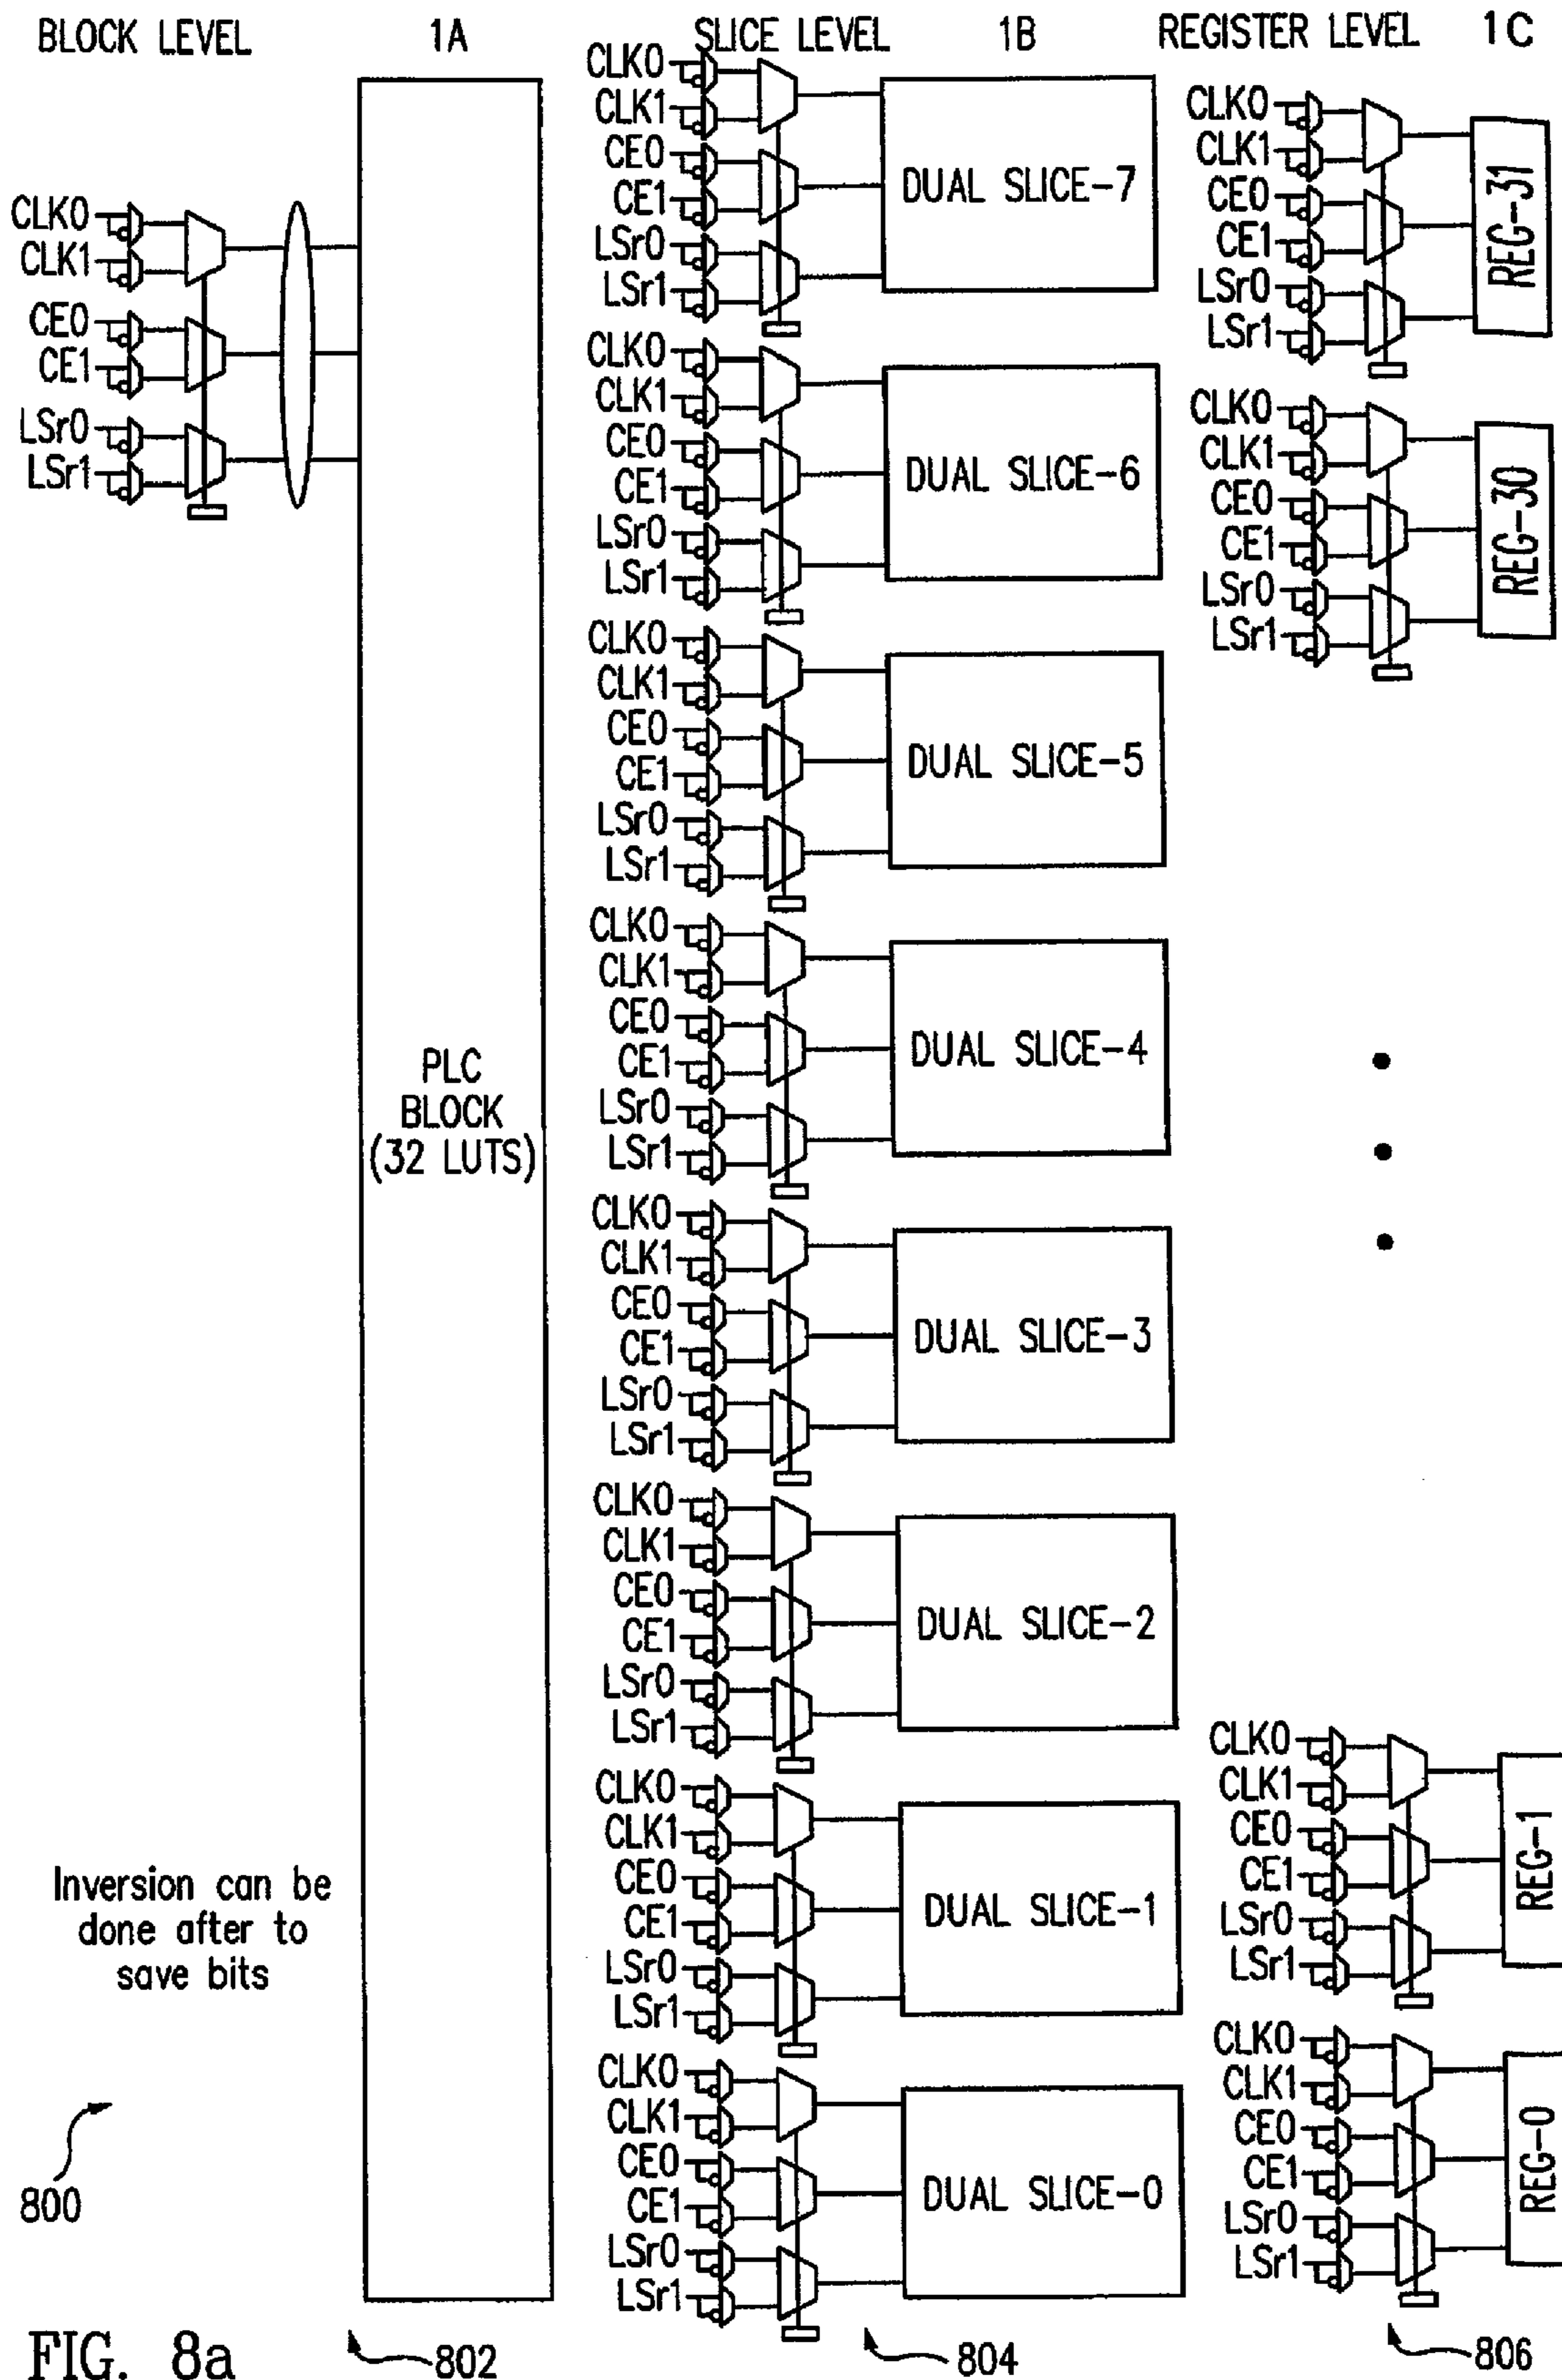 BLOCK LEVEL 1A
CLK0
CLK1
CE0
CE1
LSr0
LSr1
PLC
BLOCK
(32 LUTS)
Inversion can be
done after to
save bits
800
802
SLICE LEVEL 1B
CLK0
CLK1
CE0
CE1
LSr0
LSr1
DUAL SLICE-7
CLK0
CLK1
CE0
CE1
LSr0
LSr1
DUAL SLICE-6
CLK0
CLK1
CE0
CE1
LSr0
LSr1
DUAL SLICE-5
CLK0
CLK1
CE0
CE1
LSr0
LSr1
DUAL SLICE-4
CLK0
CLK1
CE0
CE1
LSr0
LSr1
DUAL SLICE-3
CLK0
CLK1
CE0
CE1
LSr0
LSr1
DUAL SLICE-2
CLK0
CLK1
CE0
CE1
LSr0
LSr1
DUAL SLICE-1
CLK0
CLK1
CE0
CE1
LSr0
LSr1
DUAL SLICE-0
804
REGISTER LEVEL 1C
CLK0
CLK1
CE0
CE1
LSr0
LSr1
REG-31
CLK0
CLK1
CE0
CE1
LSr0
LSr1
REG-30
CLK0
CLK1
CE0
CE1
LSr0
LSr1
REG-1
CLK0
CLK1
CE0
CE1
LSr0
LSr1
REG-0
806
FIG. 8a